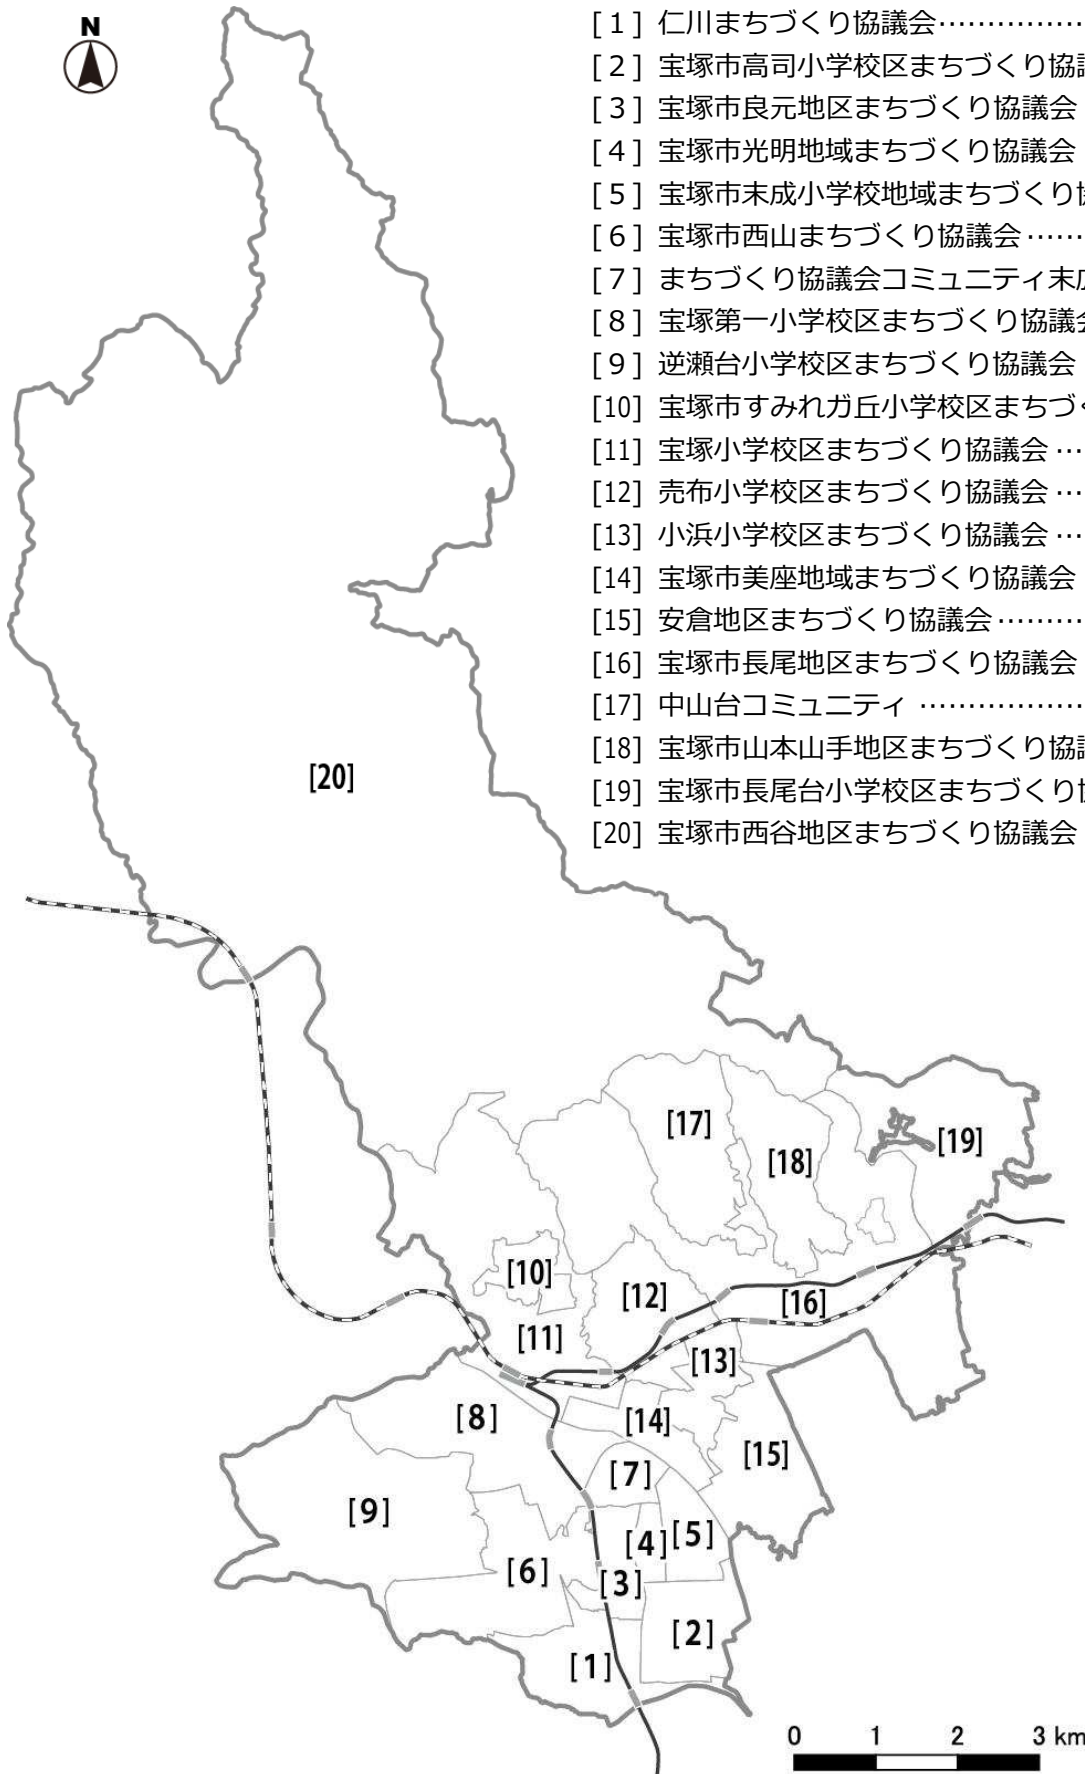 N
[1] 仁川まちづくり協議会………………
[2] 宝塚市高司小学校区まちづくり協
[3] 宝塚市良元地区まちづくり協議会
[4] 宝塚市光明地域まちづくり協議会
[5] 宝塚市末成小学校地域まちづくり
[6] 宝塚市西山まちづくり協議会……
[7] まちづくり協議会コミュニティ末
[8] 宝塚第一小学校区まちづくり協議会
[9] 逆瀬台小学校区まちづくり協議会
[10] 宝塚市すみれガ丘小学校区まちづ
[11] 宝塚小学校区まちづくり協議会…
[12] 売布小学校区まちづくり協議会…
[13] 小浜小学校区まちづくり協議会…
[14] 宝塚市美座地域まちづくり協議会
[15] 安倉地区まちづくり協議会………
[16] 宝塚市長尾地区まちづくり協議会
[17] 中山台コミュニティ………………
[18] 宝塚市山本山手地区まちづくり協
[19] 宝塚市長尾台小学校区まちづくり
[20] 宝塚市西谷地区まちづくり協議会
[20]
[17]
[19]
[18]
[10]
[12]
[16]
[11]
[13]
[8]
[14]
[15]
[7]
[9]
[4]
[5]
[6]
[3]
[2]
[1]
0 1 2 3 km